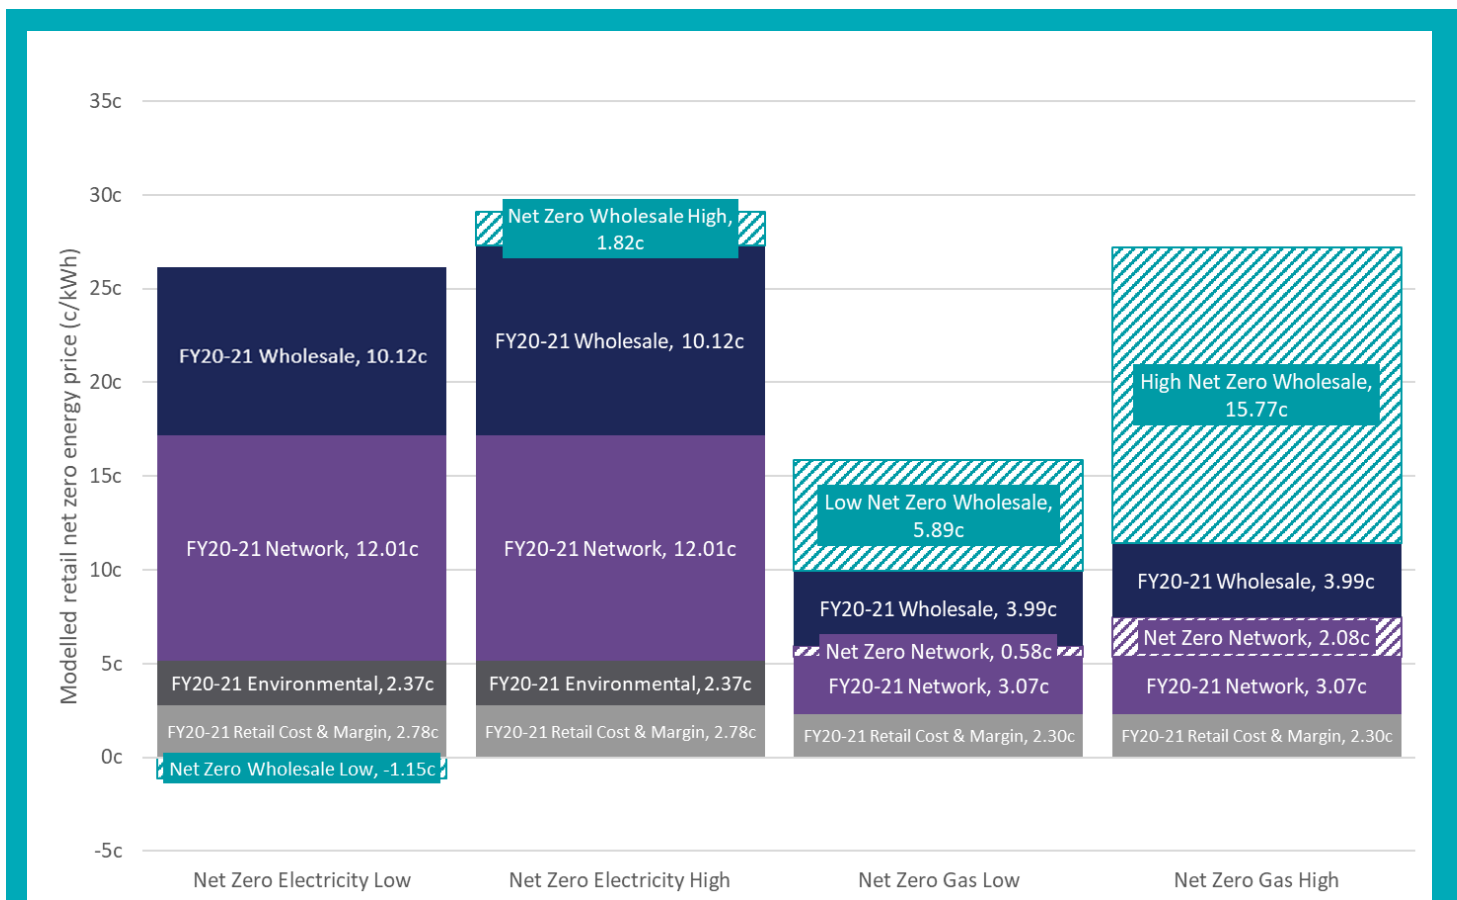 Modelled retail net zero energy price (c/kWh)
35c
30c
25c
20c
15c
10c
5c
0c
-5c
FY20-21 Wholesale, 10.12c
FY20-21 Network, 12.01c
FY20-21 Environmental, 2.37c
FY20-21 Retail Cost & Margin, 2.78c
Net Zero Wholesale Low, -1.15c
Net Zero Wholesale High,
1.82c
FY20-21 Wholesale, 10.12c
FY20-21 Network, 12.01c
FY20-21 Environmental, 2.37c
FY20-21 Retail Cost & Margin, 2.78c
Low Net Zero Wholesale,
5.89c
FY20-21 Wholesale, 3.99c
Net Zero Network, 0.58c
FY20-21 Network, 3.07c
FY20-21 Retail Cost & Margin, 2.30c
High Net Zero Wholesale,
15.77c
FY20-21 Wholesale, 3.99c
Net Zero Network, 2.08c
FY20-21 Network, 3.07c
FY20-21 Retail Cost & Margin, 2.30c
Net Zero Electricity Low
Net Zero Electricity High
Net Zero Gas Low
Net Zero Gas High